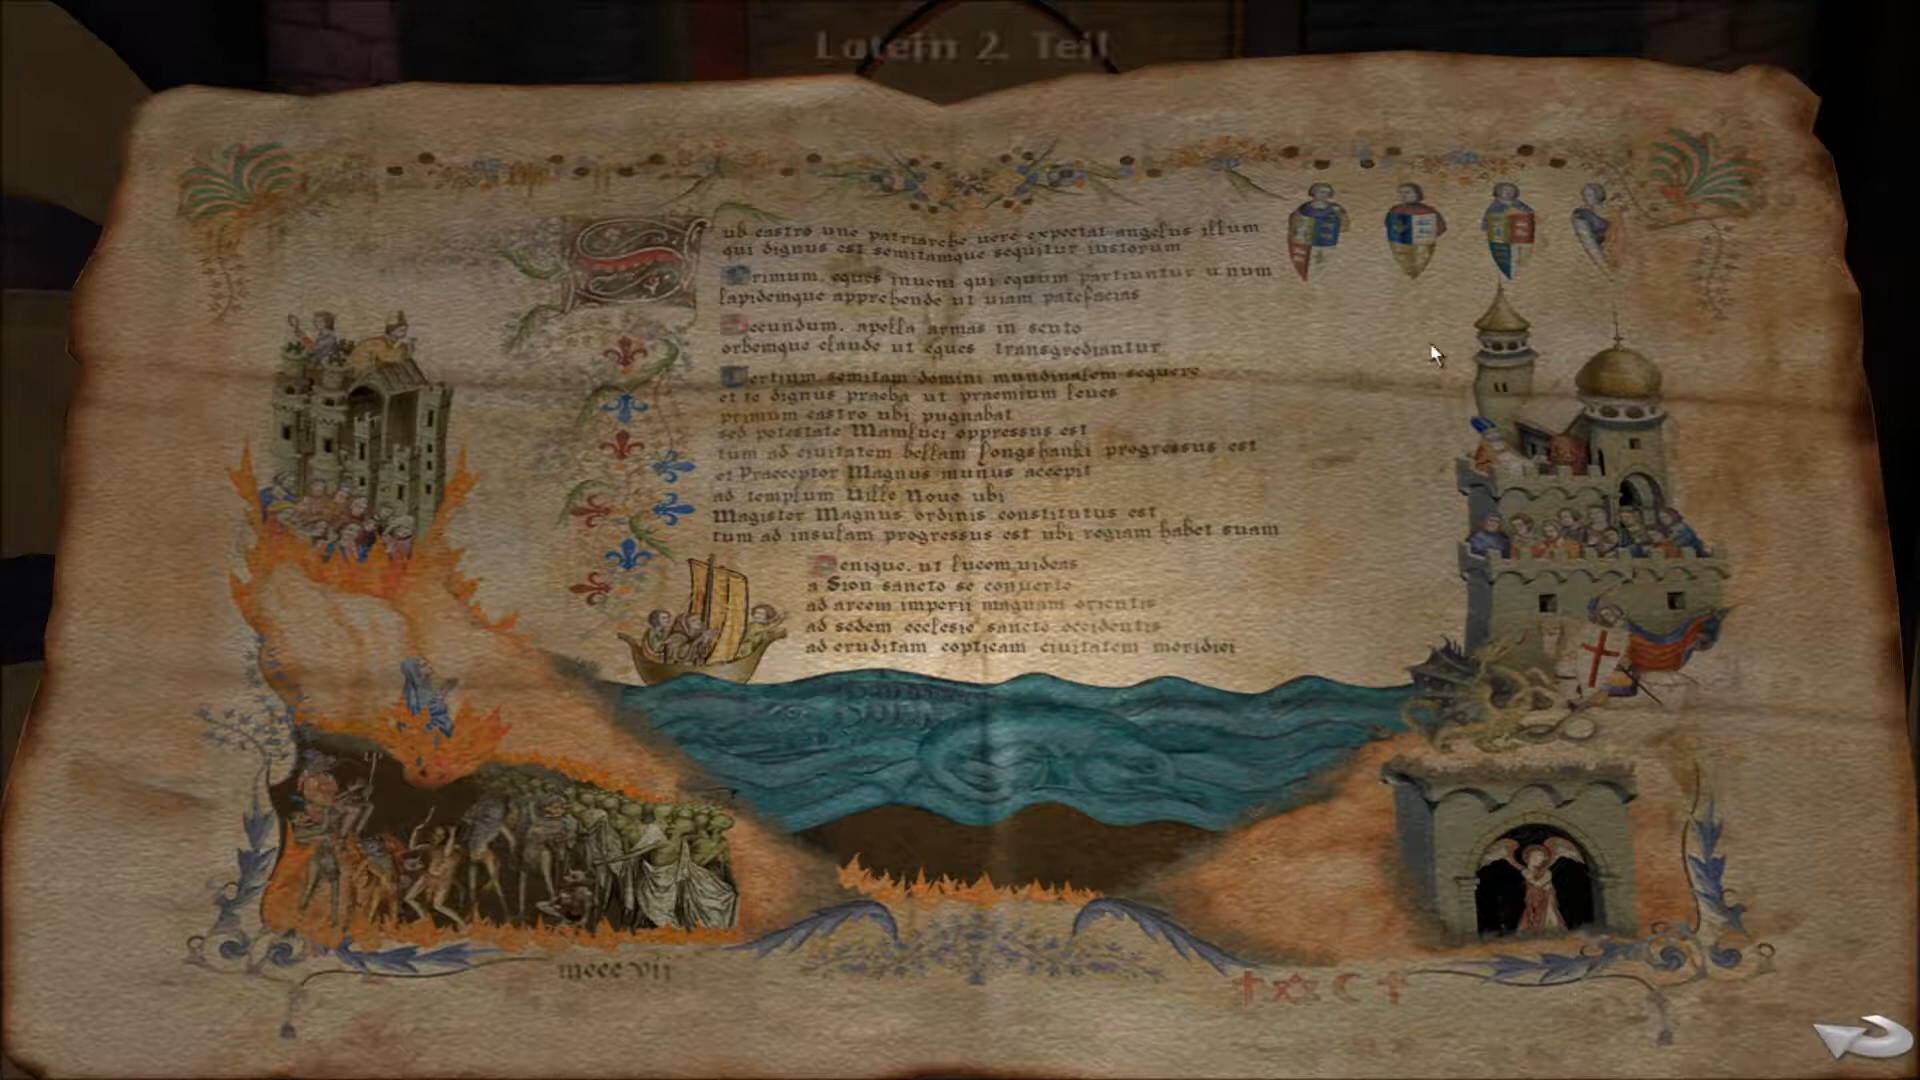 Latein 2. Teil
Sub castro une patriarche uere expectat angelus illum
qui dignus est semitamque sequitur iustorum
Primum, eques inueni qui equum partiuntur unum
lapidemque apprehende ut uiam patefacias
Secundum, apella armas in scuto
orbemque claude ut eques transgrediantur
Tertium semitam domini mundinalem sequere
et te dignus praeba ut praemium leues
primum castro ubi pugnabat
sed potestate Mamluci oppressus est
tum ad ciuitatem bellam Longshanki progressus est
et Praeceptor Magnus munus accepit
ad templum Uille Noue ubi
Magister Magnus ordinis constitutus est
tum ad insulam progressus est ubi regiam habet suam
Denique, ut lucem uideas
a Sion sancto se conuerte
ad arcem imperii magnam orientis
ad sedem ecclesie sancte occidentis
ad eruditam copticam ciuitatem meridiei
mccc vii